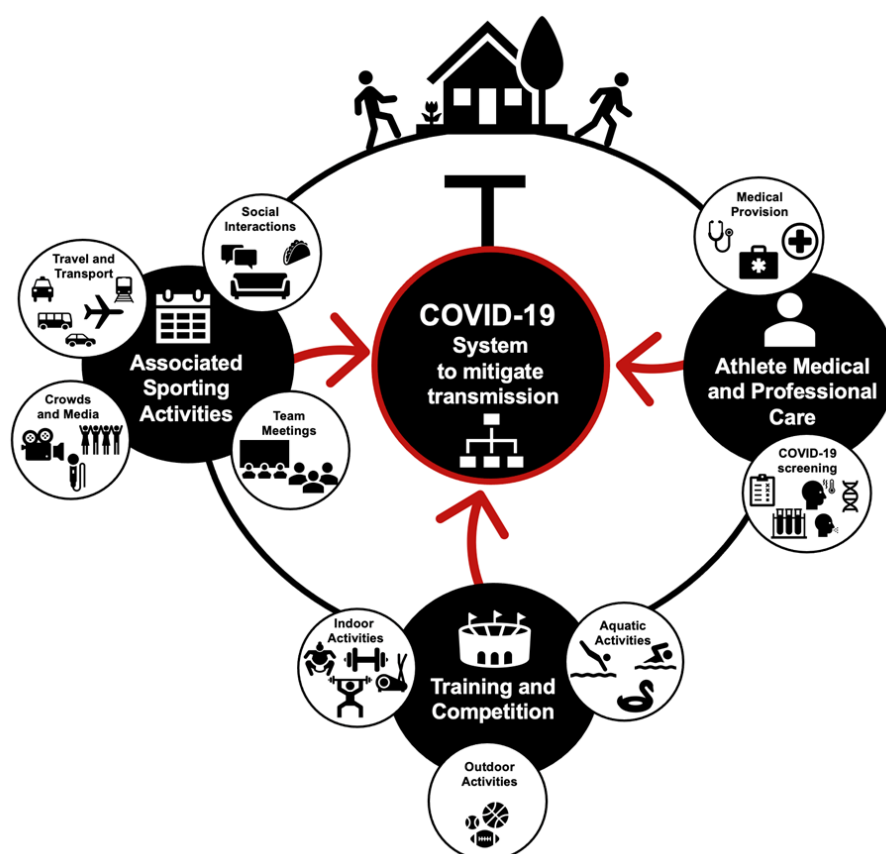 Social
Interactions
Travel and
Transport
Associated
Sporting
Activities
Crowds
and Media
Team
Meetings
COVID-19
System
to mitigate
transmission
Medical
Provision
Athlete Medical
and Professional
Care
COVID-19
screening
Indoor
Activities
Training and
Competition
Aquatic
Activities
Outdoor
Activities